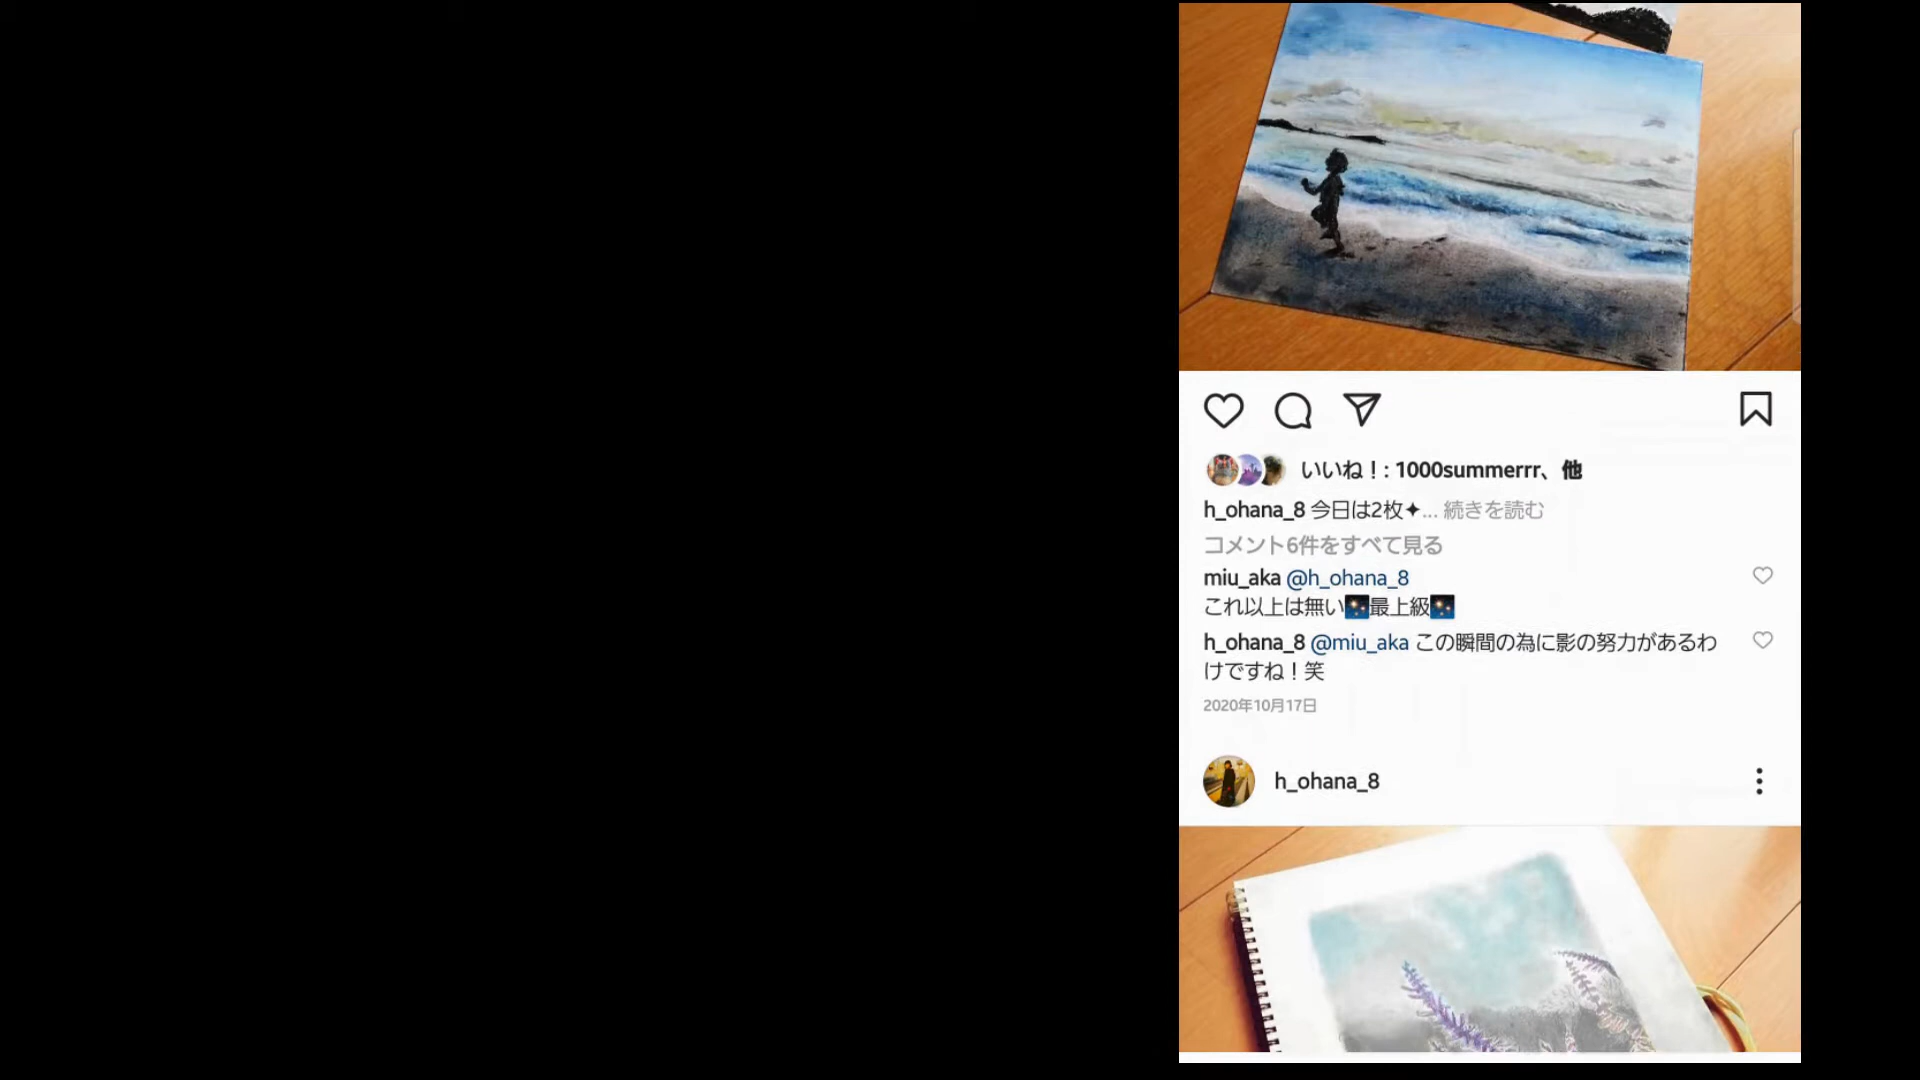 いいね！: 1000summerrr、他
h_ohana_8 今日は2枚✦... 続きを読む
コメント6件をすべて見る
miu_aka @h_ohana_8
これ以上は無い🎇最上級🎇
h_ohana_8 @miu_aka この瞬間の為に影の努力があるわ
けですね！笑
2020年10月17日
h_ohana_8